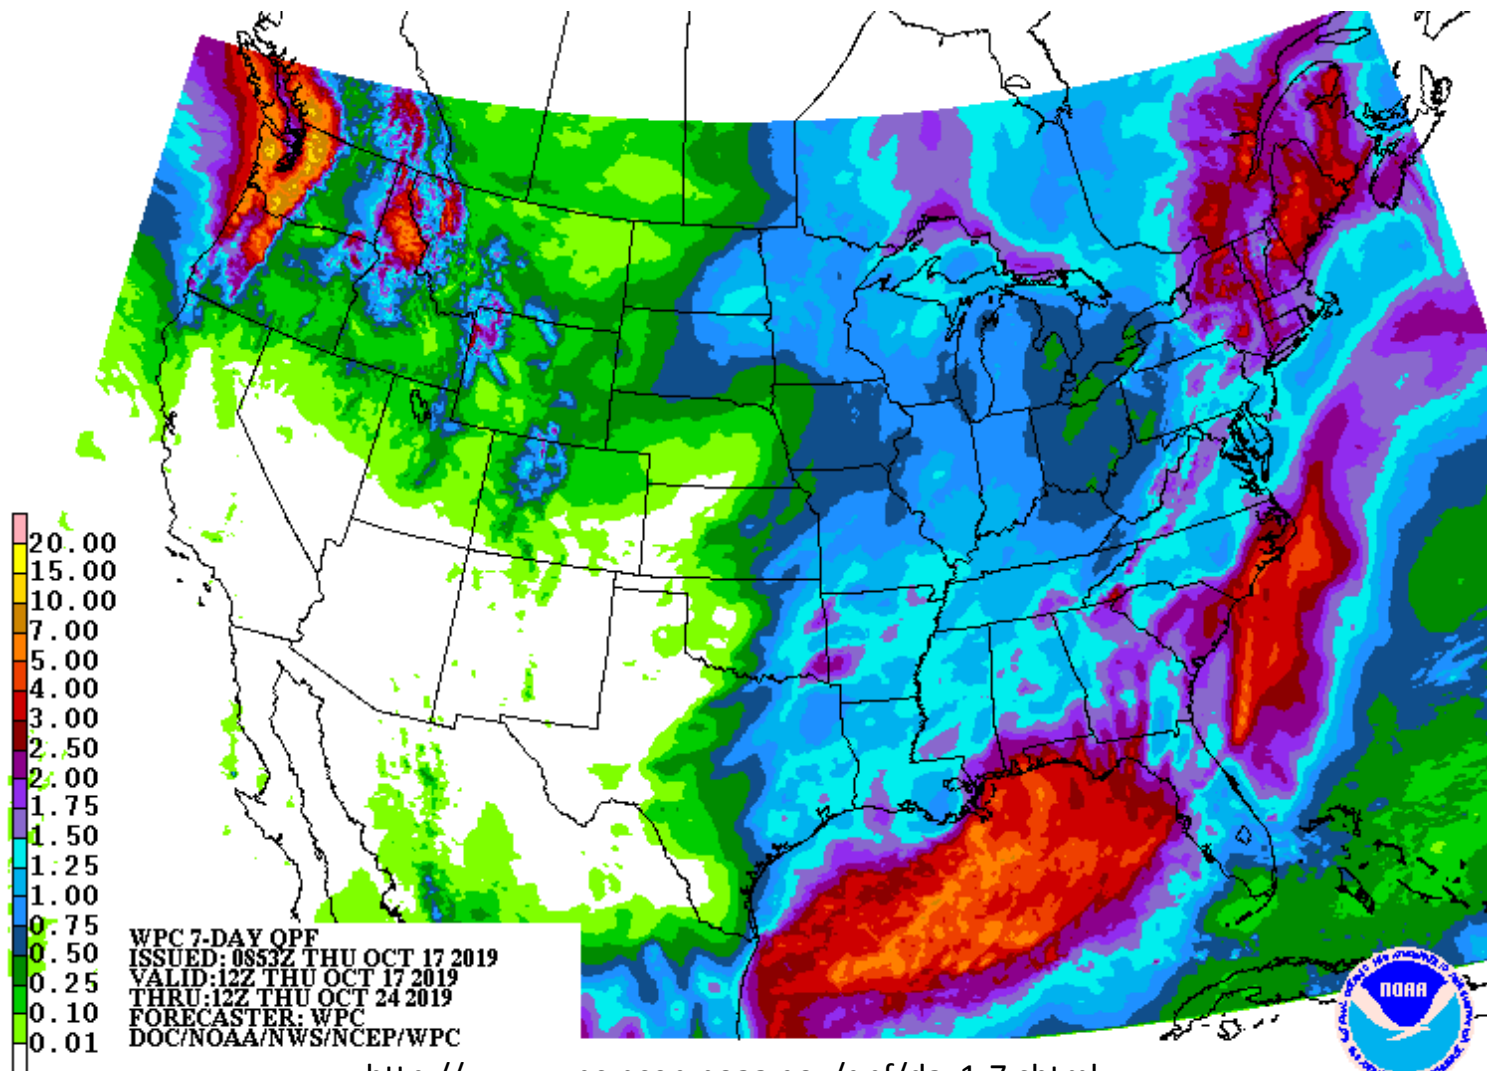 20.00
15.00
10.00
7.00
5.00
4.00
3.00
2.50
2.00
1.75
1.50
1.25
1.00
0.75
0.50
0.25
0.10
0.01
WPC 7-DAY QPF
ISSUED: 0853Z THU OCT 17 2019
VALID:12Z THU OCT 17 2019
THRU:12Z THU OCT 24 2019
FORECASTER: WPC
DOC/NOAA/NWS/NCEP/WPC
NOAA